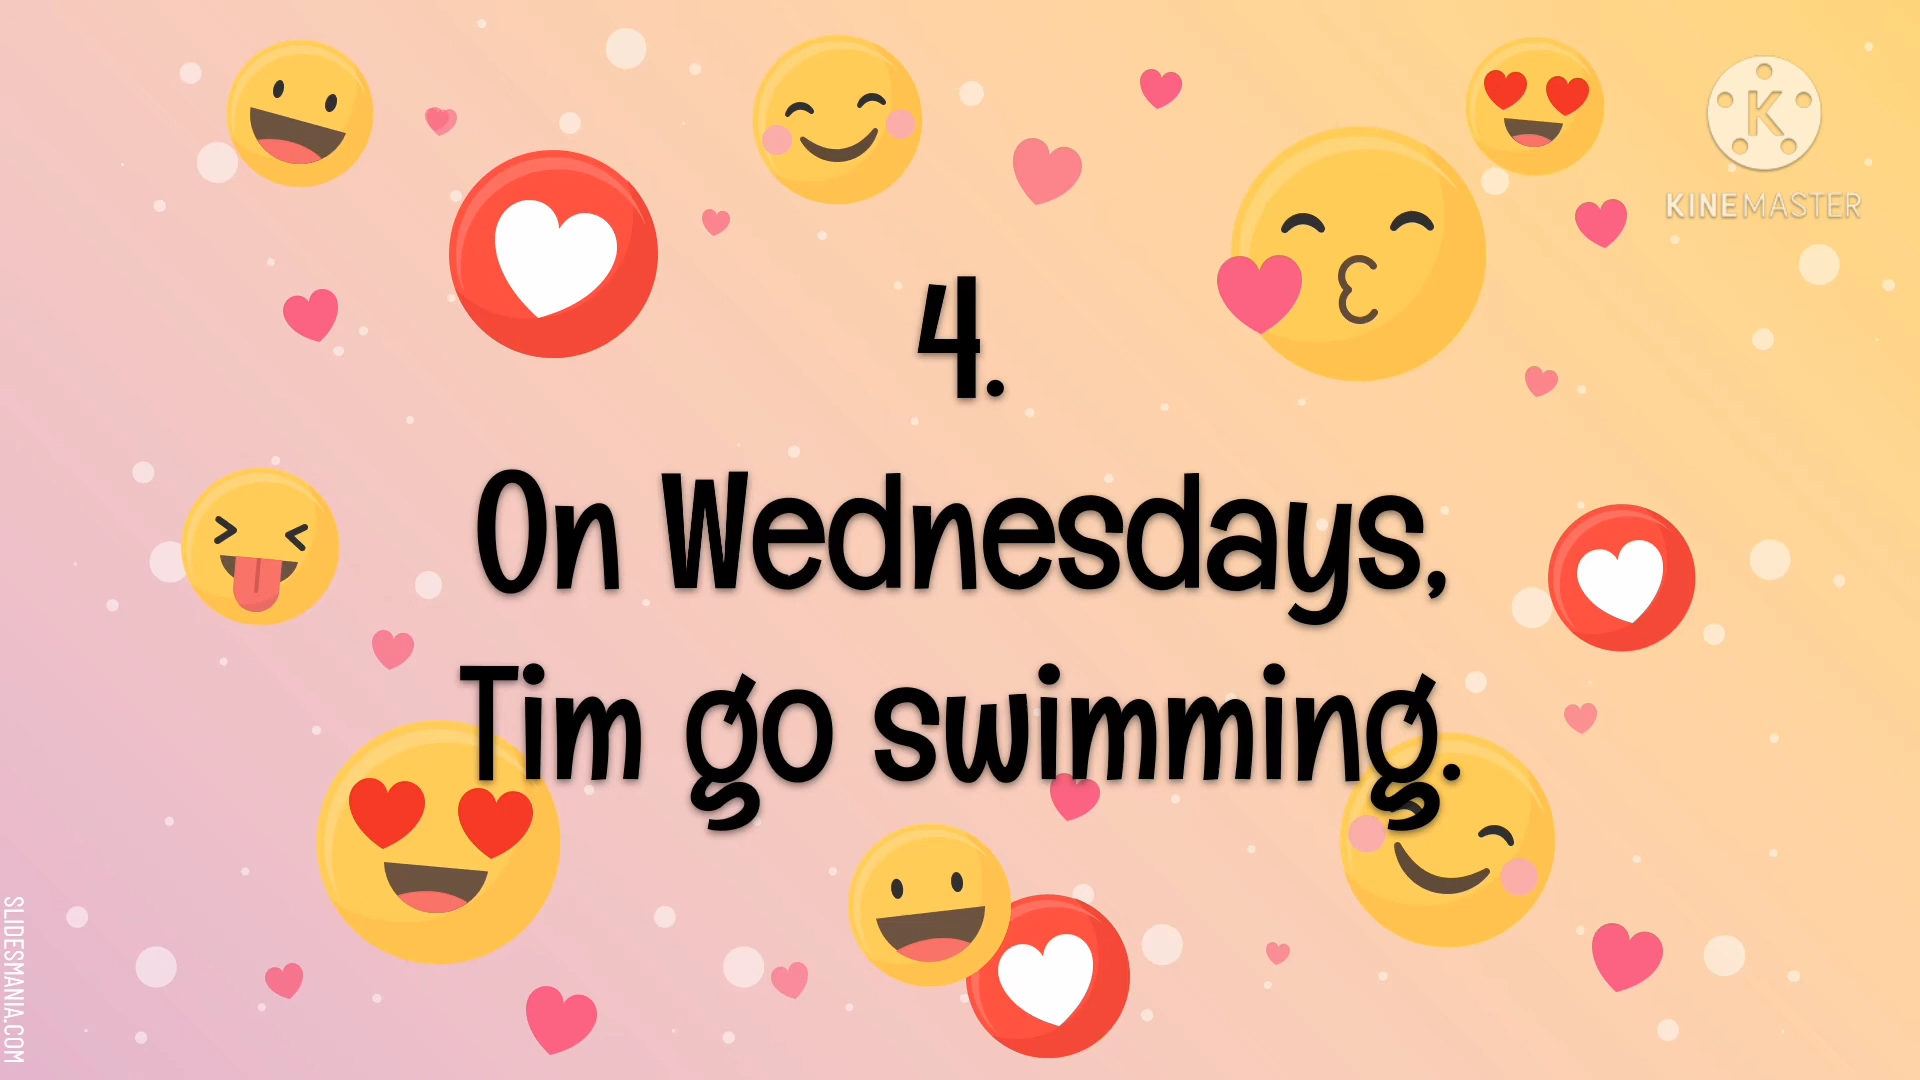 KINEMASTER
4.
On Wednesdays,
Tim go swimming.
SLIDESMANIA.COM